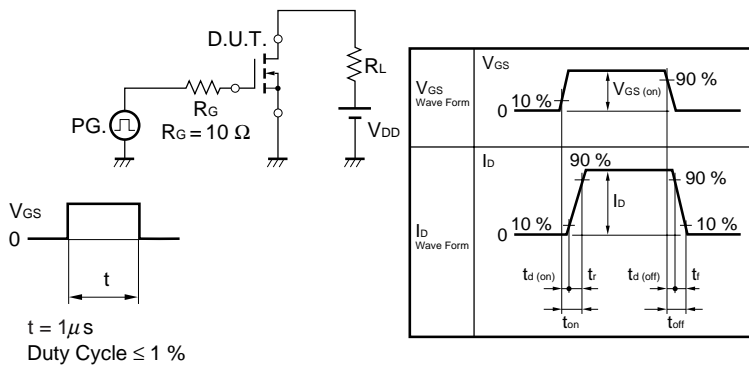 D.U.T.
RL
RG
PG.
RG = 10 Ω
VDD
VGS
0
t
t = 1μs
Duty Cycle ≤ 1 %
VGS
Wave Form
VGS
10 %
0
VGS (on)
90 %
ID
Wave Form
ID
90 %
90 %
10 %
0
ID
10 %
td (on)
tr
td (off)
tf
ton
toff